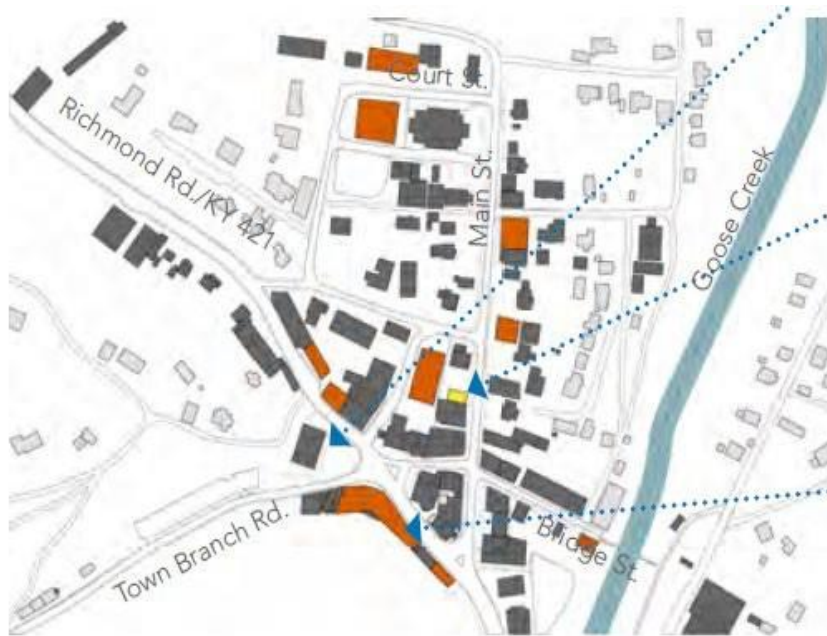 Court St.
Richmond Rd./KY 421
Main St.
Goose Creek
Town Branch Rd.
Bridge St.